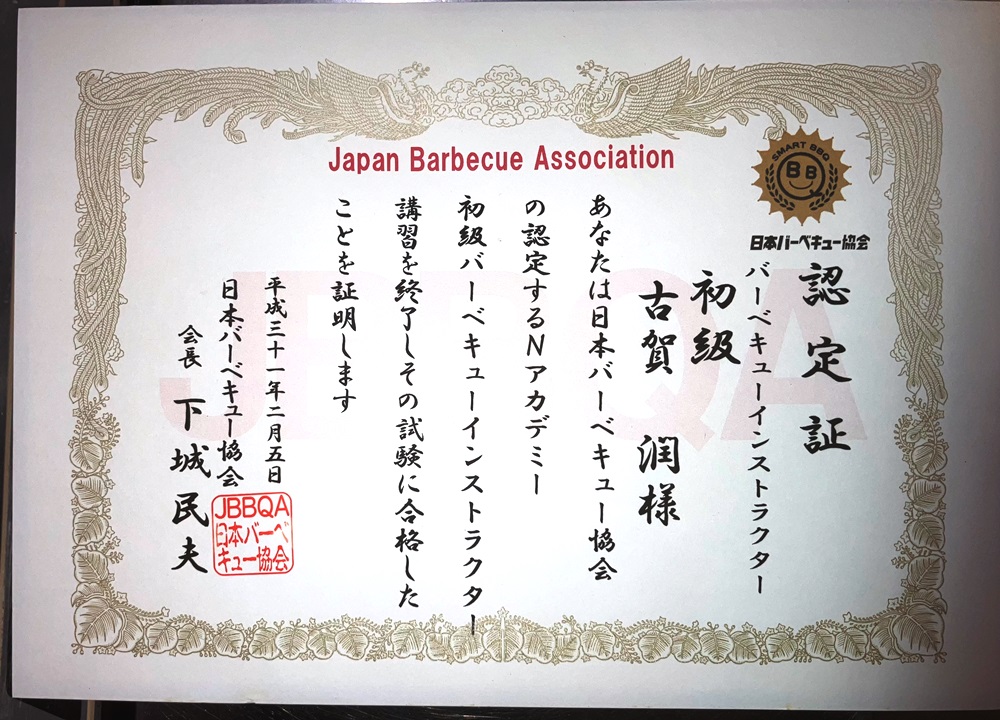 Japan Barbecue Association
SMART BBQ
BBQ
日本バーベキュー協会
認定証
バーベキューインストラクター
初級
古賀 潤様
あなたは日本バーベキュー協会
の認定するNアカデミー
初級バーベキューインストラクター
講習を終了しその試験に合格した
ことを証明します
平成三十一年二月五日
日本バーベキュー協会
会長 下城民夫
JBBQA
日本バーベ
キュー協会
JBBQA